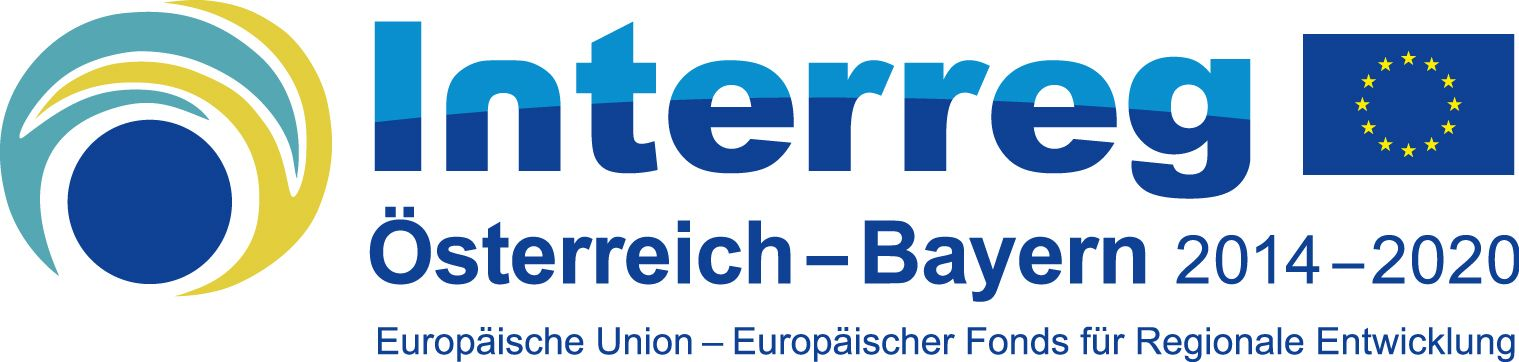 Interreg
Österreich – Bayern 2014 – 2020
Europäische Union – Europäischer Fonds für Regionale Entwicklung